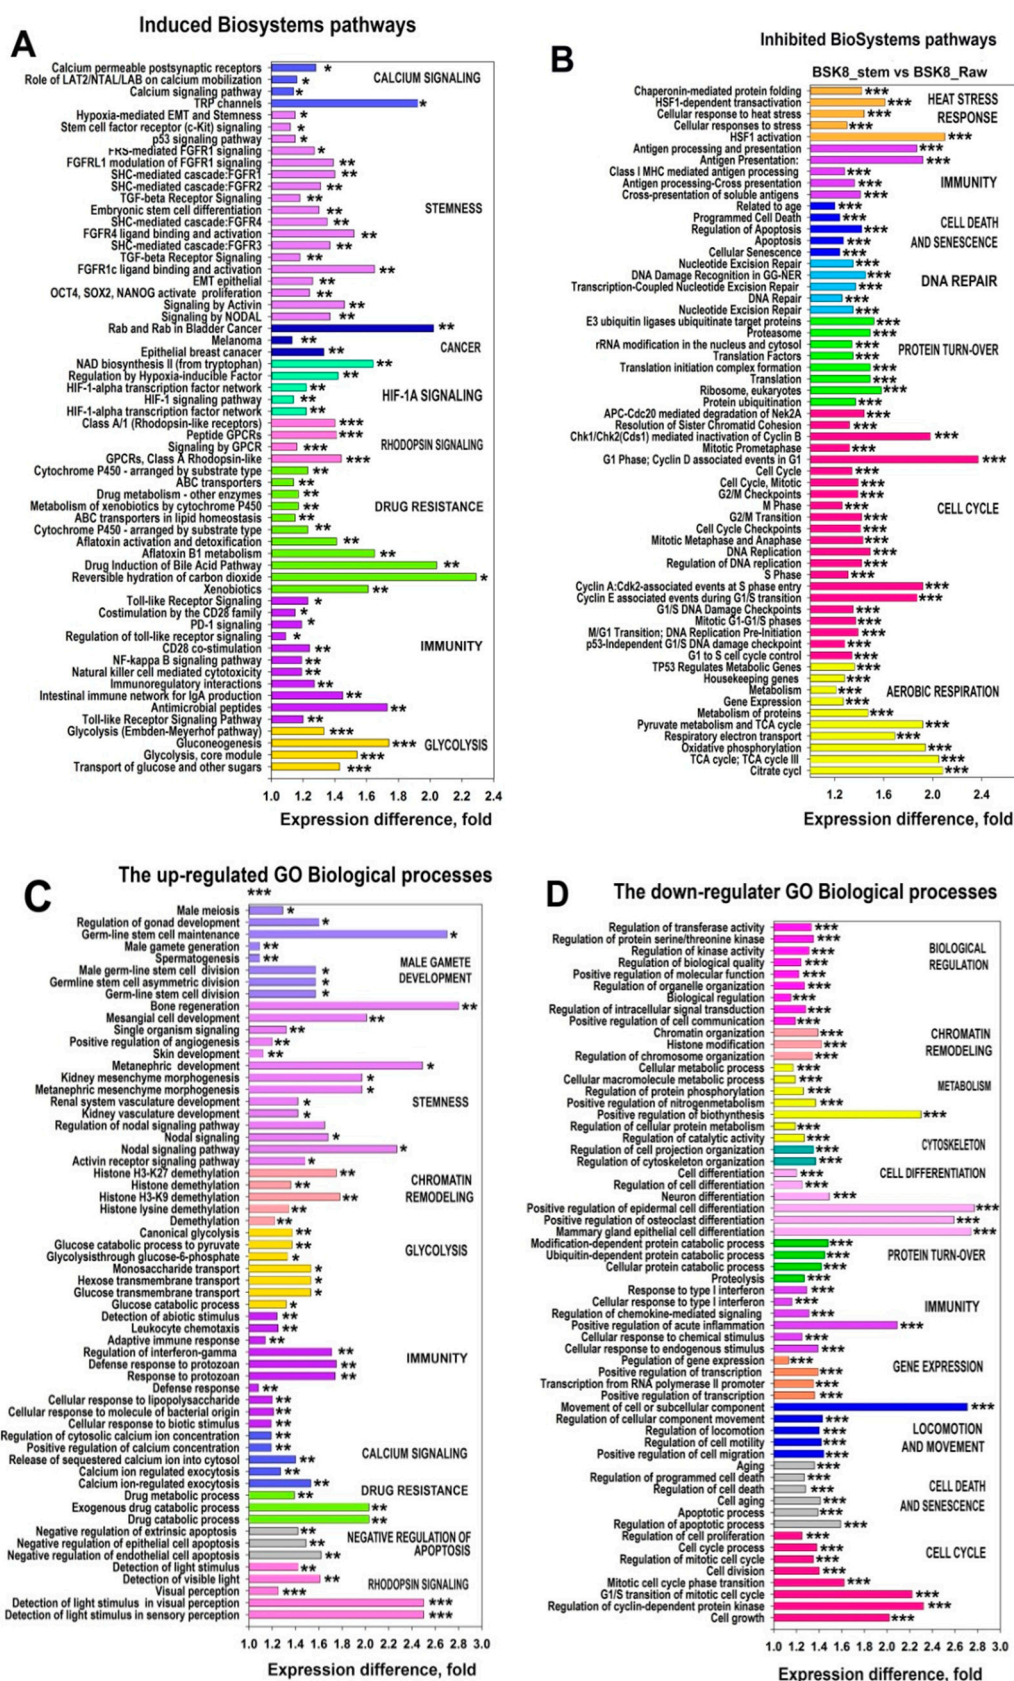 Induced Biosystems pathways
A
Calcium permeable postsynaptic receptors *
Role of LAT2/NTAL/LAB on calcium mobilization * CALCIUM SIGNALING
Calcium signaling pathway *
TRP channels *
Hypoxia-mediated EMT and Stemness *
Stem cell factor receptor (c-Kit) signaling *
p53 signaling pathway *
FRS-mediated FGFR1 signaling *
FGFRL1 modulation of FGFR1 signaling **
SHC-mediated cascade:FGFR1 **
SHC-mediated cascade:FGFR2 **
TGF-beta Receptor Signaling **
Embryonic stem cell differentiation ** STEMNESS
SHC-mediated cascade:FGFR4 **
FGFR4 ligand binding and activation **
SHC-mediated cascade:FGFR3 **
TGF-beta Receptor Signaling **
FGFR1c ligand binding and activation **
EMT epithelial **
OCT4, SOX2, NANOG activate proliferation **
Signaling by Activin **
Signaling by NODAL **
Rab and Rab in Bladder Cancer **
Melanoma ** CANCER
Epithelial breast canacer **
NAD biosynthesis II (from tryptophan) **
Regulation by Hypoxia-inducible Factor **
HIF-1-alpha transcription factor network **
HIF-1 signaling pathway ** HIF-1A SIGNALING
HIF-1-alpha transcription factor network **
Class A/1 (Rhodopsin-like receptors) ***
Peptide GPCRs ***
Signaling by GPCR *** RHODOPSIN SIGNALING
GPCRs, Class A Rhodopsin-like ***
Cytochrome P450 - arranged by substrate type **
ABC transporters **
Drug metabolism - other enzymes **
Metabolism of xenobiotics by cytochrome P450 ** DRUG RESISTANCE
ABC transporters in lipid homeostasis **
Cytochrome P450 - arranged by substrate type **
Aflatoxin activation and detoxification **
Aflatoxin B1 metabolism **
Drug Induction of Bile Acid Pathway **
Reversible hydration of carbon dioxide *
Xenobiotics **
Toll-like Receptor Signaling *
Costimulation by the CD28 family *
PD-1 signaling *
Regulation of toll-like receptor signaling *
CD28 co-stimulation ** IMMUNITY
NF-kappa B signaling pathway **
Natural killer cell mediated cytotoxicity **
Immunoregulatory interactions **
Intestinal immune network for IgA production **
Antimicrobial peptides **
Toll-like Receptor Signaling Pathway **
Glycolysis (Embden-Meyerhof pathway) ***
Gluconeogenesis *** GLYCOLYSIS
Glycolysis, core module ***
Transport of glucose and other sugars ***
1.0 1.2 1.4 1.6 1.8 2.0 2.2 2.4
Expression difference, fold
Inhibited BioSystems pathways
B
BSK8_stem vs BSK8_Raw
Chaperonin-mediated protein folding ***
HSF1-dependent transactivation *** HEAT STRESS
Cellular response to heat stress *** RESPONSE
Cellular responses to stress ***
HSF1 activation ***
Antigen processing and presentation ***
Antigen Presentation: ***
Class I MHC mediated antigen processing ***
Antigen processing-Cross presentation *** IMMUNITY
Cross-presentation of soluble antigens ***
Related to age ***
Programmed Cell Death *** CELL DEATH
Regulation of Apoptosis ***
Apoptosis *** AND SENESCENCE
Cellular Senescence ***
Nucleotide Excision Repair ***
DNA Damage Recognition in GG-NER ***
Transcription-Coupled Nucleotide Excision Repair *** DNA REPAIR
DNA Repair ***
Nucleotide Excision Repair ***
E3 ubiquitin ligases ubiquitinate target proteins ***
Proteasome ***
rRNA modification in the nucleus and cytosol ***
Translation Factors *** PROTEIN TURN-OVER
Translation initiation complex formation ***
Translation ***
Ribosome, eukaryotes ***
Protein ubiquitination ***
APC-Cdc20 mediated degradation of Nek2A ***
Resolution of Sister Chromatid Cohesion ***
Chk1/Chk2(Cds1) mediated inactivation of Cyclin B ***
Mitotic Prometaphase ***
G1 Phase; Cyclin D associated events in G1 ***
Cell Cycle ***
Cell Cycle, Mitotic ***
G2/M Checkpoints ***
M Phase *** CELL CYCLE
G2/M Transition ***
Cell Cycle Checkpoints ***
Mitotic Metaphase and Anaphase ***
DNA Replication ***
Regulation of DNA replication ***
S Phase ***
Cyclin A:Cdk2-associated events at S phase entry ***
Cyclin E associated events during G1/S transition ***
G1/S DNA Damage Checkpoints ***
Mitotic G1-G1/S phases ***
M/G1 Transition; DNA Replication Pre-Initiation ***
p53-Independent G1/S DNA damage checkpoint ***
G1 to S cell cycle control ***
TP53 Regulates Metabolic Genes ***
Housekeeping genes ***
Metabolism *** AEROBIC RESPIRATION
Gene Expression ***
Metabolism of proteins ***
Pyruvate metabolism and TCA cycle ***
Respiratory electron transport ***
Oxidative phosphorylation ***
TCA cycle; TCA cycle III ***
Citrate cycl ***
1.2 1.6 2.0 2.4
Expression difference, fold
The up-regulated GO Biological processes
C
***
Male meiosis *
Regulation of gonad development *
Germ-line stem cell maintenance *
Male gamete generation **
Spermatogenesis ** MALE GAMETE
Male germ-line stem cell division * DEVELOPMENT
Germline stem cell asymmetric division *
Germ-line stem cell division *
Bone regeneration **
Mesangial cell development **
Single organism signaling **
Positive regulation of angiogenesis **
Skin development **
Metanephric development *
Kidney mesenchyme morphogenesis *
Metanephric mesenchyme morphogenesis *
Renal system vasculature development * STEMNESS
Kidney vasculature development *
Regulation of nodal signaling pathway
Nodal signaling *
Nodal signaling pathway *
Activin receptor signaling pathway *
Histone H3-K27 demethylation ** CHROMATIN
Histone demethylation **
Histone H3-K9 demethylation ** REMODELING
Histone lysine demethylation **
Demethylation **
Canonical glycolysis **
Glucose catabolic process to pyruvate ** GLYCOLYSIS
Glycolysisthrough glucose-6-phosphate *
Monosaccharide transport *
Hexose transmembrane transport *
Glucose transmembrane transport *
Glucose catabolic process *
Detection of abiotic stimulus **
Leukocyte chemotaxis **
Adaptive immune response **
Regulation of interferon-gamma **
Defense response to protozoan ** IMMUNITY
Response to protozoan **
Defense response **
Cellular response to lipopolysaccharide **
Cellular response to molecule of bacterial origin **
Cellular response to biotic stimulus **
Regulation of cytosolic calcium ion concentration **
Positive regulation of calcium concentration **
Release of sequestered calcium ion into cytosol ** CALCIUM SIGNALING
Calcium ion regulated exocytosis **
Calcium ion-regulated exocytosis **
Drug metabolic process ** DRUG RESISTANCE
Exogenous drug catabolic process **
Drug catabolic process **
Negative regulation of extrinsic apoptosis ** NEGATIVE REGULATION OF
Negative regulation of epithelial cell apoptosis ** APOPTOSIS
Negative regulation of endothelial cell apoptosis **
Detection of light stimulus **
Detection of visible light **
Visual perception *** RHODOPSIN SIGNALING
Detection of light stimulus in visual perception ***
Detection of light stimulus in sensory perception ***
1.0 1.2 1.4 1.6 1.8 2.0 2.2 2.4 2.6 2.8 3.0
Expression difference, fold
D
The down-regulater GO Biological processes
Regulation of transferase activity ***
Regulation of protein serine/threonine kinase ***
Regulation of kinase activity *** BIOLOGICAL
Regulation of biological quality *** REGULATION
Positive regulation of molecular function ***
Regulation of organelle organization ***
Biological regulation ***
Regulation of intracellular signal transduction ***
Positive regulation of cell communication ***
Chromatin organization *** CHROMATIN
Histone modification *** REMODELING
Regulation of chromosome organization ***
Cellular metabolic process ***
Cellular macromolecule metabolic process ***
Regulation of protein phosphorylation *** METABOLISM
Positive regulation of nitrogenmetabolism ***
Positive regulation of biothynthesis ***
Regulation of cellular protein metabolism ***
Regulation of catalytic activity ***
Regulation of cell projection organization *** CYTOSKELETON
Regulation of cytoskeleton organization ***
Cell differentiation *** CELL DIFFERENTIATION
Regulation of cell differentiation ***
Neuron differentiation ***
Positive regulation of epidermal cell differentiation ***
Positive regulation of osteoclast differentiation ***
Mammary gland epithelial cell differentiation ***
Modification-dependent protein catabolic process ***
Ubiquitin-dependent protein catabolic process *** PROTEIN TURN-OVER
Cellular protein catabolic process ***
Proteolysis ***
Response to type I interferon ***
Cellular response to type I interferon *** IMMUNITY
Regulation of chemokine-mediated signaling ***
Positive regulation of acute inflammation ***
Cellular response to chemical stimulus ***
Cellular response to endogenous stimulus ***
Pegulation of gene expression *** GENE EXPRESSION
Positive regulation of transcription ***
Transcription from RNA polymerase II promoter ***
Positive regulation of transcription ***
Movement of cell or subcellular component ***
Regulation of cellular component movement ***
Regulation of locomotion *** LOCOMOTION
Regulation of cell motility *** AND MOVEMENT
Positive regulation of cell migration ***
Aging ***
Regulation of programmed cell death ***
Regulation of cell death *** CELL DEATH
Cell aging *** AND SENESCENCE
Apoptotic process ***
Regulation of apoptotic process ***
Regulation of cell proliferation ***
Cell cycle process ***
Regulation of mitotic cell cycle *** CELL CYCLE
Cell division ***
Mitotic cell cycle phase transition ***
G1/S transition of mitotic cell cycle ***
Regulation of cyclin-dependent protein kinase ***
Cell growth ***
1.0 1.2 1.4 1.6 1.8 2.0 2.2 2.4 2.6 2.8 3.0
Expression difference, fold